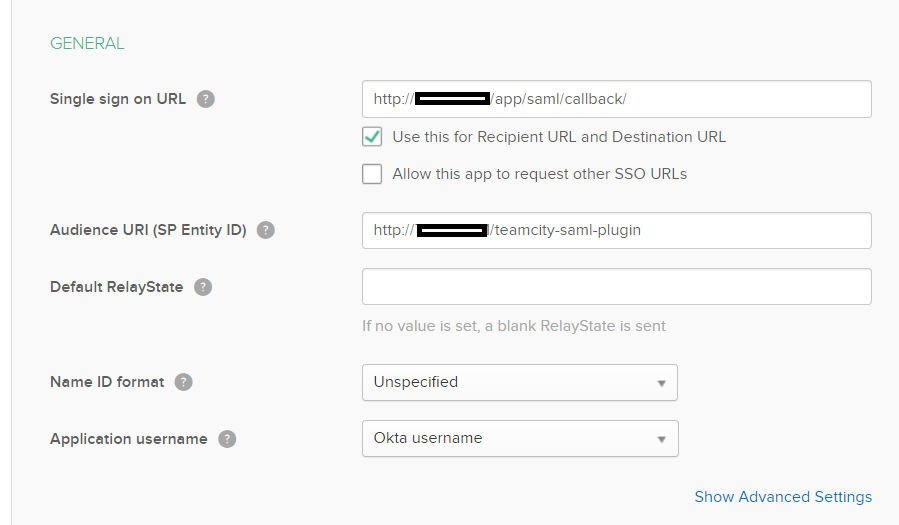 GENERAL
Single sign on URL ?
http:// /app/saml/callback/
Use this for Recipient URL and Destination URL
Allow this app to request other SSO URLs
Audience URI (SP Entity ID) ?
http:// /teamcity-saml-plugin
Default RelayState ?
If no value is set, a blank RelayState is sent
Name ID format ?
Unspecified
Application username ?
Okta username
Show Advanced Settings